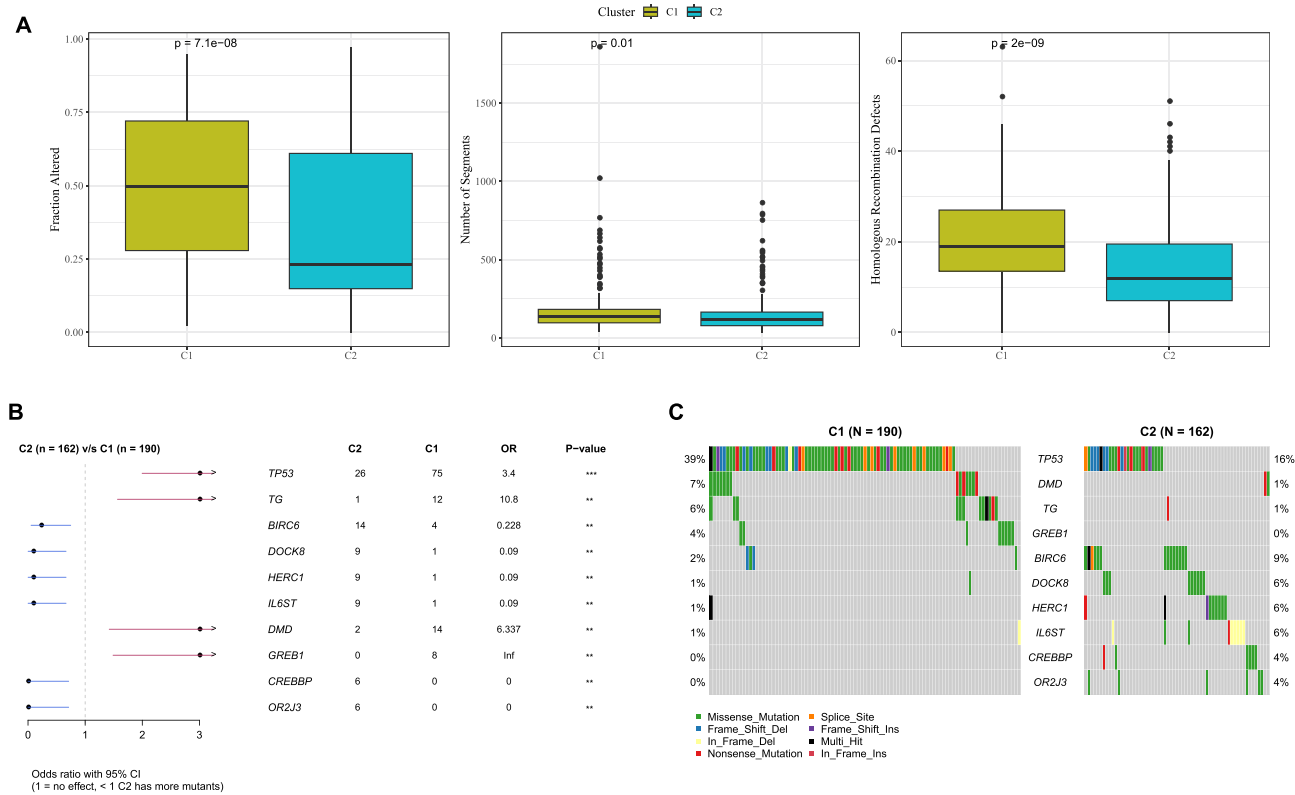 Cluster C1 C2
A
p = 7.1e−08
1.00
0.75
0.50
0.25
0.00
Fraction Altered
C1 C2
p = 0.01
1500
1000
500
0
Number of Segments
C1 C2
p = 2e−09
60
40
20
0
Homologous Recombination Defects
C1 C2
B
C2 (n = 162) v/s C1 (n = 190) C2 C1 OR P−value
TP53 26 75 3.4 ***
TG 1 12 10.8 **
BIRC6 14 4 0.228 **
DOCK8 9 1 0.09 **
HERC1 9 1 0.09 **
IL6ST 9 1 0.09 **
DMD 2 14 6.337 **
GREB1 0 8 Inf **
CREBBP 6 0 0 **
OR2J3 6 0 0 **
0 1 2 3
Odds ratio with 95% CI
(1 = no effect, < 1 C2 has more mutants)
C
C1 (N = 190) C2 (N = 162)
39% TP53 16%
7% DMD 1%
6% TG 1%
4% GREB1 0%
2% BIRC6 9%
1% DOCK8 6%
1% HERC1 6%
1% IL6ST 6%
0% CREBBP 4%
0% OR2J3 4%
Missense_Mutation Splice_Site
Frame_Shift_Del Frame_Shift_Ins
In_Frame_Del Multi_Hit
Nonsense_Mutation In_Frame_Ins